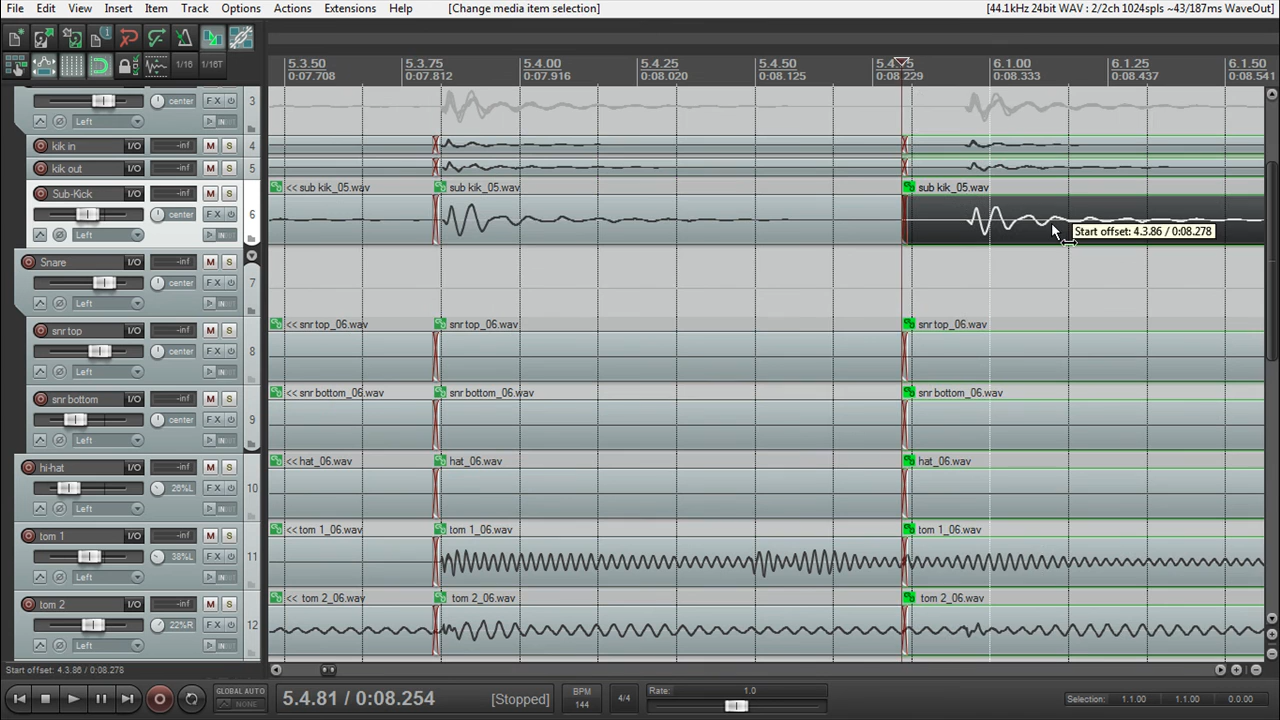 File Edit View Insert Item Track Options Actions Extensions Help [Change media item selection] [44.1kHz 24bit WAV : 2/2ch 1024spls ~43/187ms WaveOut]
1/16 1/16T
5.3.50 5.3.75 5.4.00 5.4.25 5.4.50 6.1.00 6.1.25 6.1.50
0:07.708 0:07.812 0:07.916 0:08.020 0:08.125 0:08.333 0:08.437 0:08.541
center FX 3
Left IN
kik in I/O M S 4
kik out I/O M S 5
Sub-Kick I/O -inf M S << sub kik_05.wav sub kik_05.wav sub kik_05.wav
center FX 6
Left IN
Start offset: 4.3.86 / 0:08.278
Snare I/O -inf M S
center FX 7
Left IN
snr top I/O -inf M S << snr top_06.wav snr top_06.wav snr top_06.wav
center FX 8
Left IN
snr bottom I/O -inf M S << snr bottom_06.wav snr bottom_06.wav snr bottom_06.wav
center FX 9
Left IN
hi-hat I/O -inf M S << hat_06.wav hat_06.wav hat_06.wav
26%L FX 10
Left IN
tom 1 I/O -inf M S << tom 1_06.wav tom 1_06.wav tom 1_06.wav
38%L FX 11
Left IN
tom 2 I/O -inf M S << tom 2_06.wav tom 2_06.wav tom 2_06.wav
22%R FX 12
Left IN
Start offset: 4.3.86 / 0:08.278
GLOBAL AUTO
NONE
5.4.81 / 0:08.254 [Stopped]
BPM
144
4/4
Rate:
1.0
Selection: 1.1.00 1.1.00 0.0.00